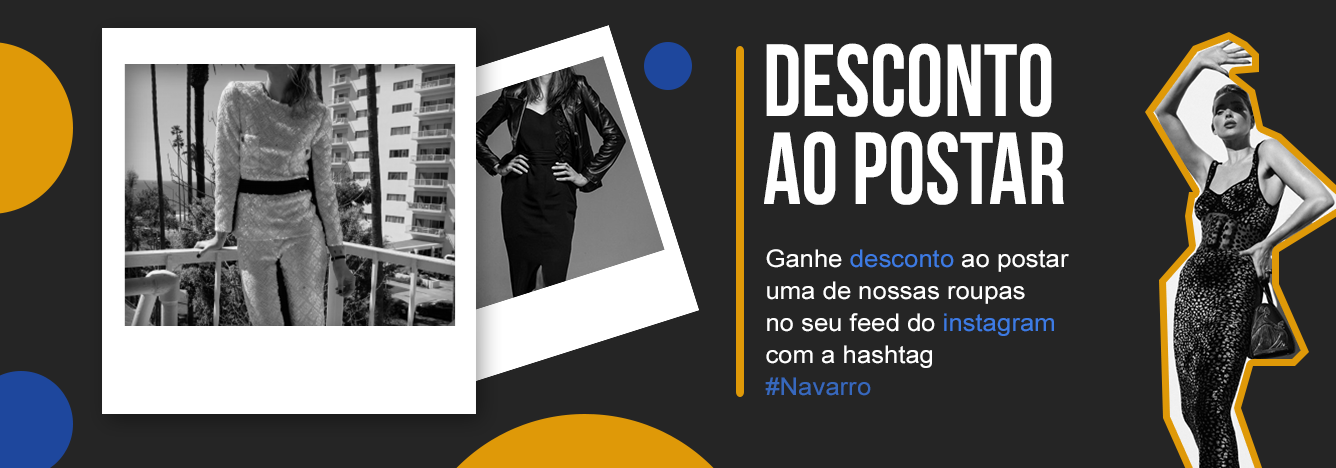 DESCONTO
AO POSTAR
Ganhe desconto ao postar
uma de nossas roupas
no seu feed do instagram
com a hashtag
#Navarro